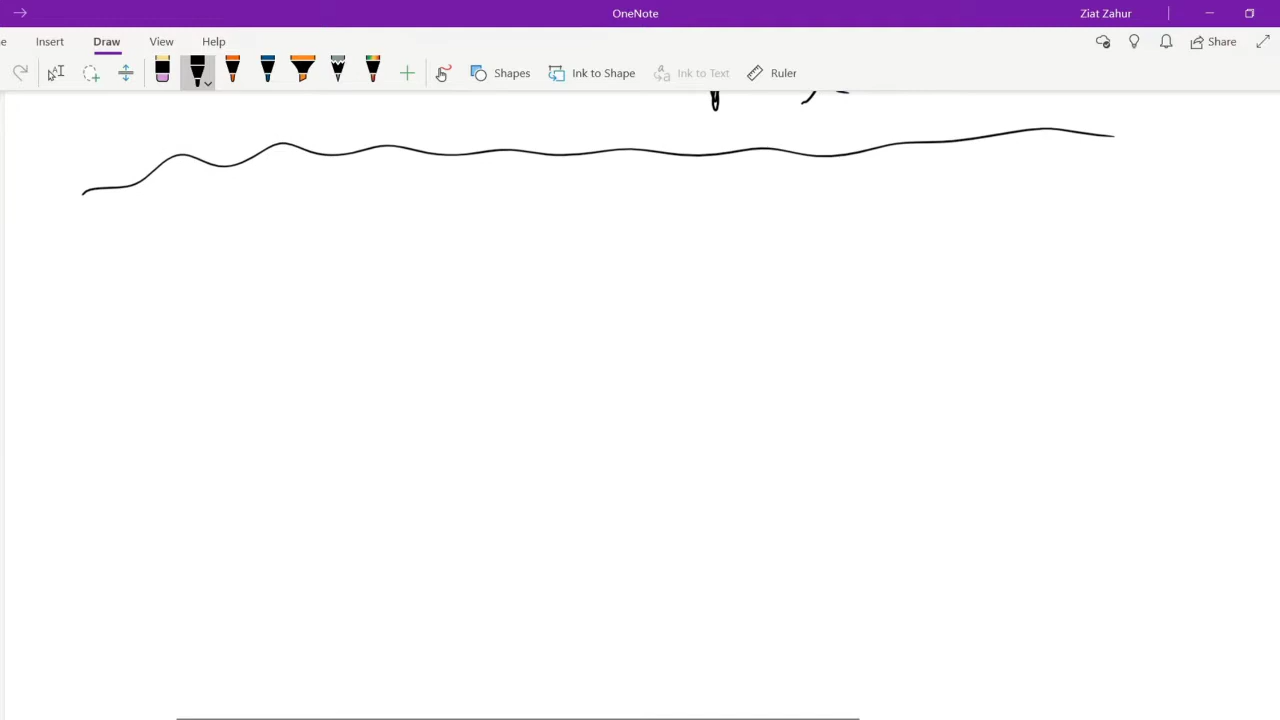 OneNote
Ziat Zahur
Insert Draw View Help
Share
Shapes Ink to Shape Ink to Text Ruler